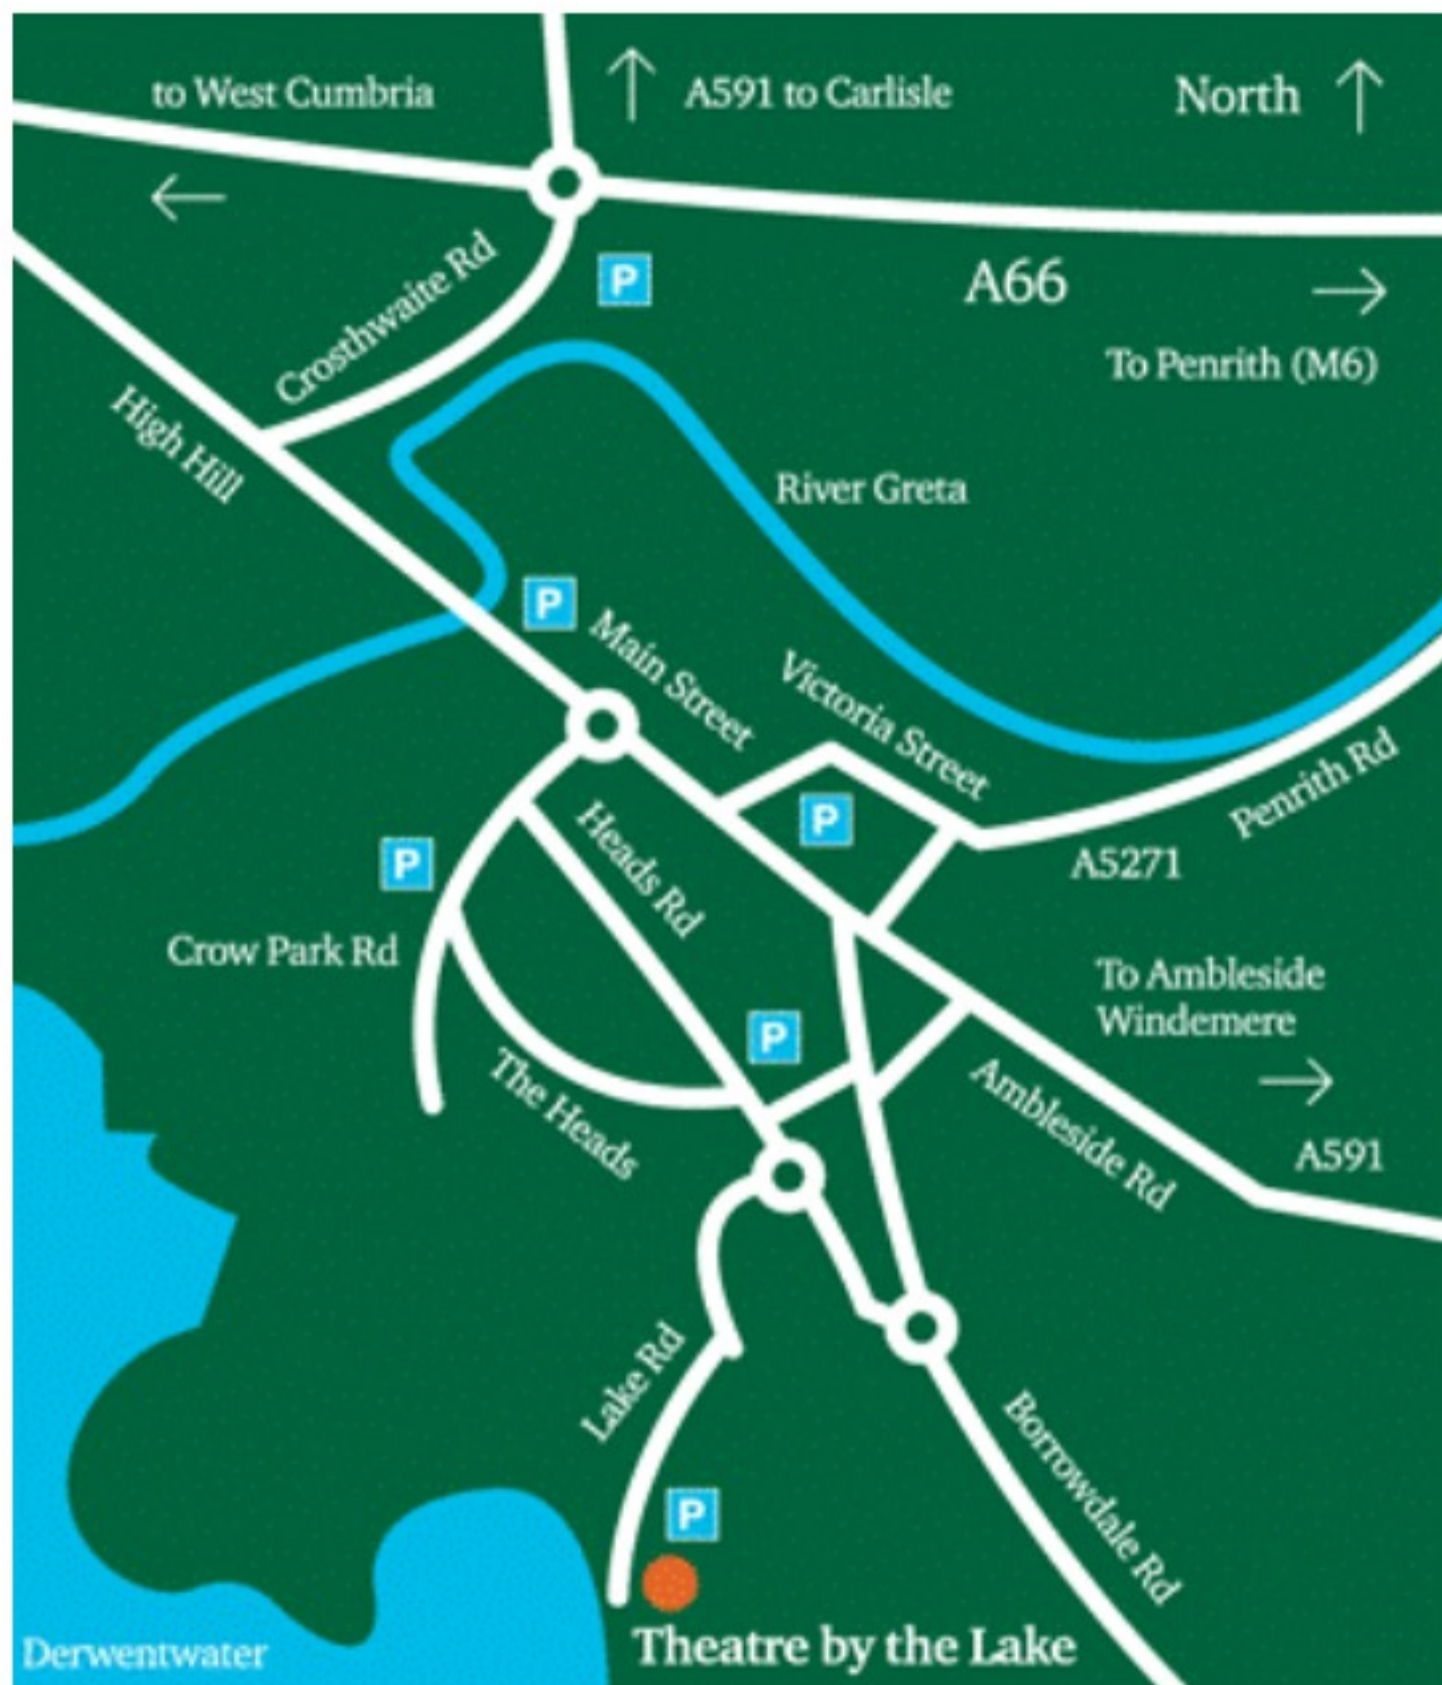 to West Cumbria
A591 to Carlisle
North
Crosthwaite Rd
P
A66
To Penrith (M6)
High Hill
River Greta
P
Main Street
Victoria Street
Penrith Rd
P
Heads Rd
P
A5271
Crow Park Rd
To Ambleside
Windemere
P
The Heads
Ambleside Rd
A591
Lake Rd
Borrowdale Rd
P
Theatre by the Lake
Derwentwater